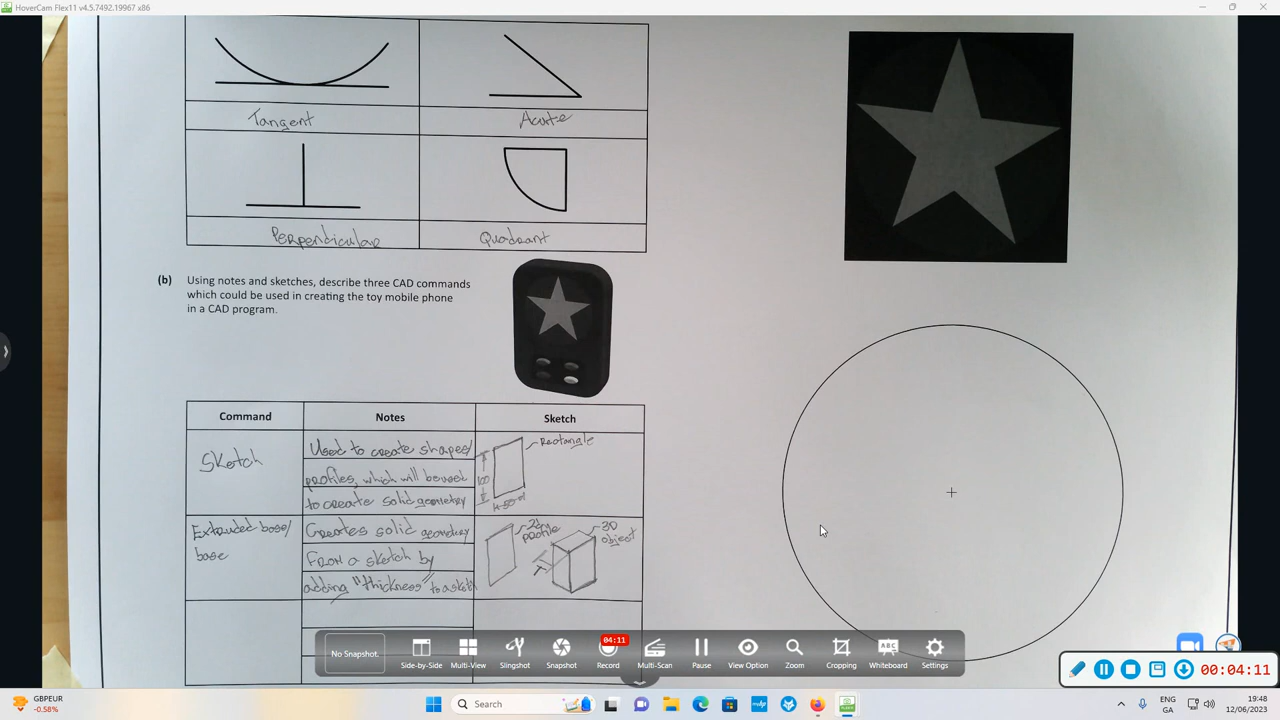 HoverCam Flex11 v4.5.7492.19967 x86
Tangent
Acute
Perpendicular
Quadrant
(b) Using notes and sketches, describe three CAD commands
which could be used in creating the toy mobile phone
in a CAD program.
Command Notes Sketch
Sketch
Used to create shapes/
profiles, which will be used
to create solid geometry
Rectangle
100
50
Extruded base/
base
Creates solid geometry
From a sketch by
adding "thickness" to a sketch
2D
profile
3D
object
No Snapshot.
Side-by-Side
Multi-View
Slingshot
Snapshot
04:11
Record
Multi-Scan
Pause
View Option
Zoom
Cropping
ABC
Whiteboard
Settings
00:04:11
GBPEUR
-0.58%
Search
ENG
GA
19:48
12/06/2023